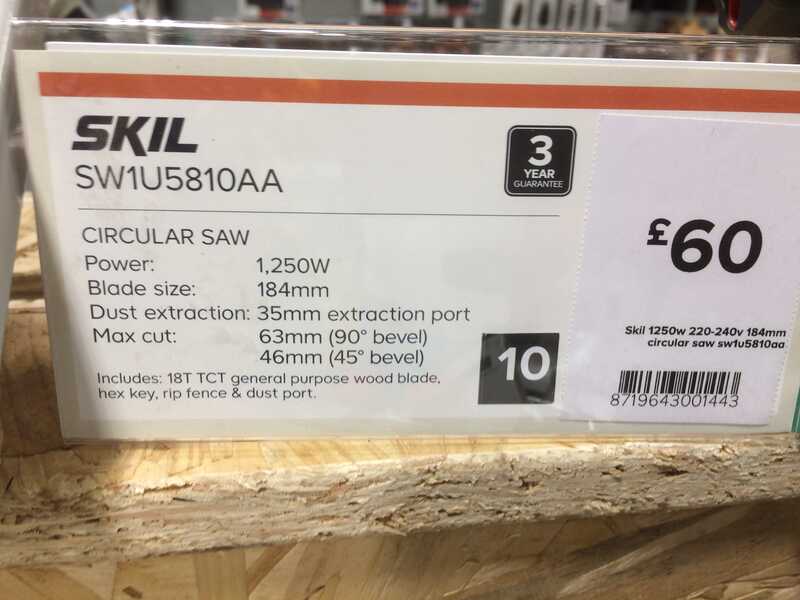 SKIL
SW1U5810AA
3
YEAR
GUARANTEE
CIRCULAR SAW
Power: 1,250W
Blade size: 184mm
Dust extraction: 35mm extraction port
Max cut: 63mm (90° bevel)
46mm (45° bevel)
Includes: 18T TCT general purpose wood blade,
hex key, rip fence & dust port.
10
£60
Skil 1250w 220-240v 184mm
circular saw sw1u5810aa
8719643001443